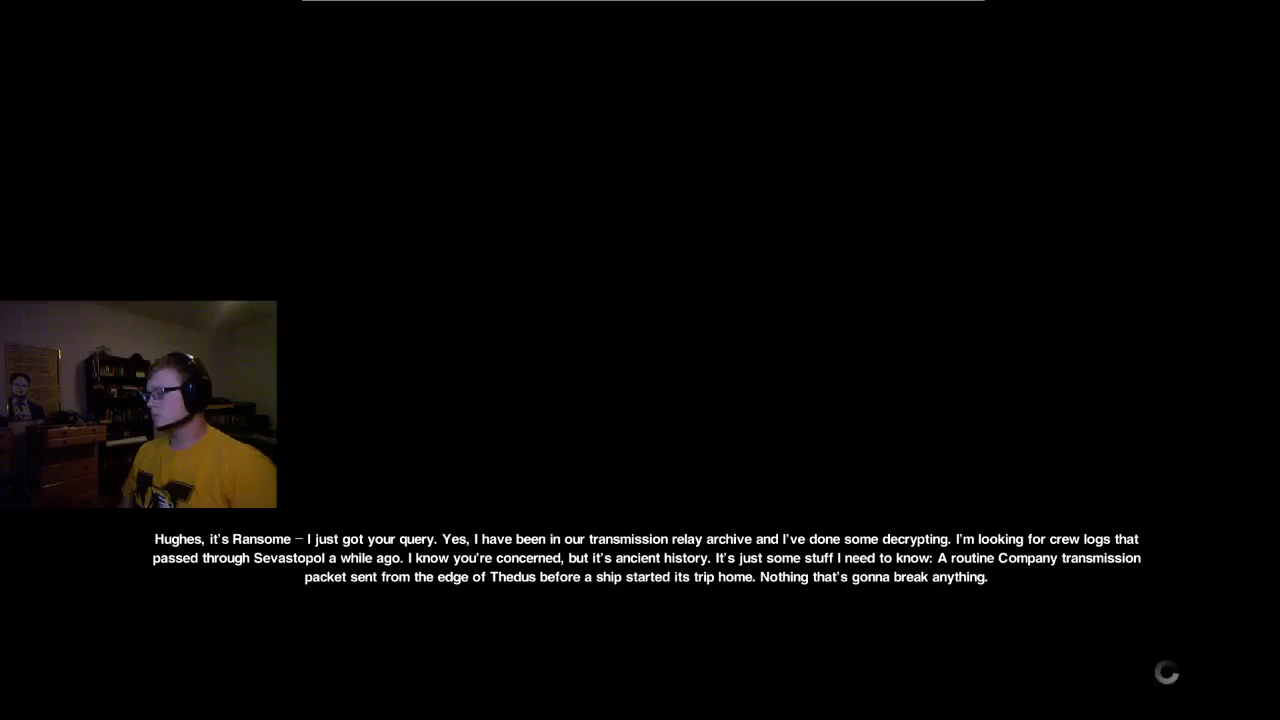 Hughes, it's Ransome – I just got your query. Yes, I have been in our transmission relay archive and I've done some decrypting. I'm looking for crew logs that
passed through Sevastopol a while ago. I know you're concerned, but it's ancient history. It's just some stuff I need to know: A routine Company transmission
packet sent from the edge of Thedus before a ship started its trip home. Nothing that's gonna break anything.